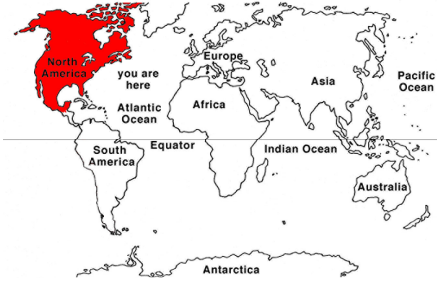 North
America
you are
here
Europe
Asia
Pacific
Ocean
Atlantic
Ocean
Africa
South
America
Equator
Indian Ocean
Australia
Antarctica